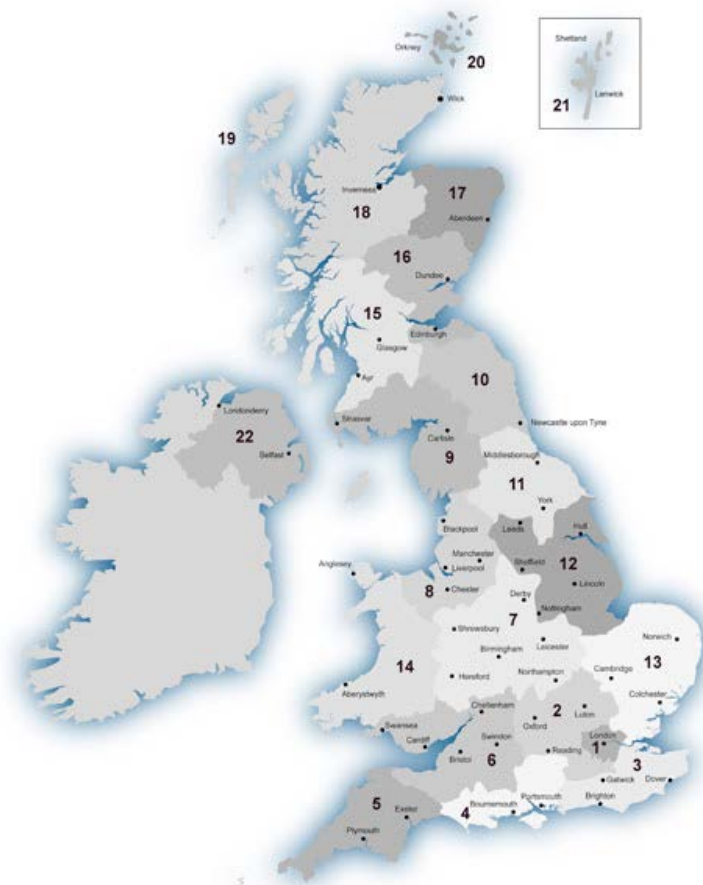 Shetland
Orkney
20
Lerwick
21
Wick
19
Inverness
17
18
Aberdeen
16
Dundee
15
Edinburgh
Glasgow
Ayr
10
Londonderry
Stranraer
Newcastle upon Tyne
22
Carlisle
Belfast
9
Middlesborough
11
York
Blackpool
Leeds
Hull
Manchester
Anglesey
Liverpool
Sheffield
12
Lincoln
8
Chester
Derby
Nottingham
7
Shrewsbury
Leicester
Norwich
Birmingham
13
14
Hereford
Northampton
Cambridge
Aberystwyth
Colchester
Cheltenham
2
Luton
Swansea
Oxford
Swindon
London
Cardiff
Bristol
6
Reading
1
3
Gatwick
Dover
5
Portsmouth
Brighton
Bournemouth
4
Exeter
Plymouth